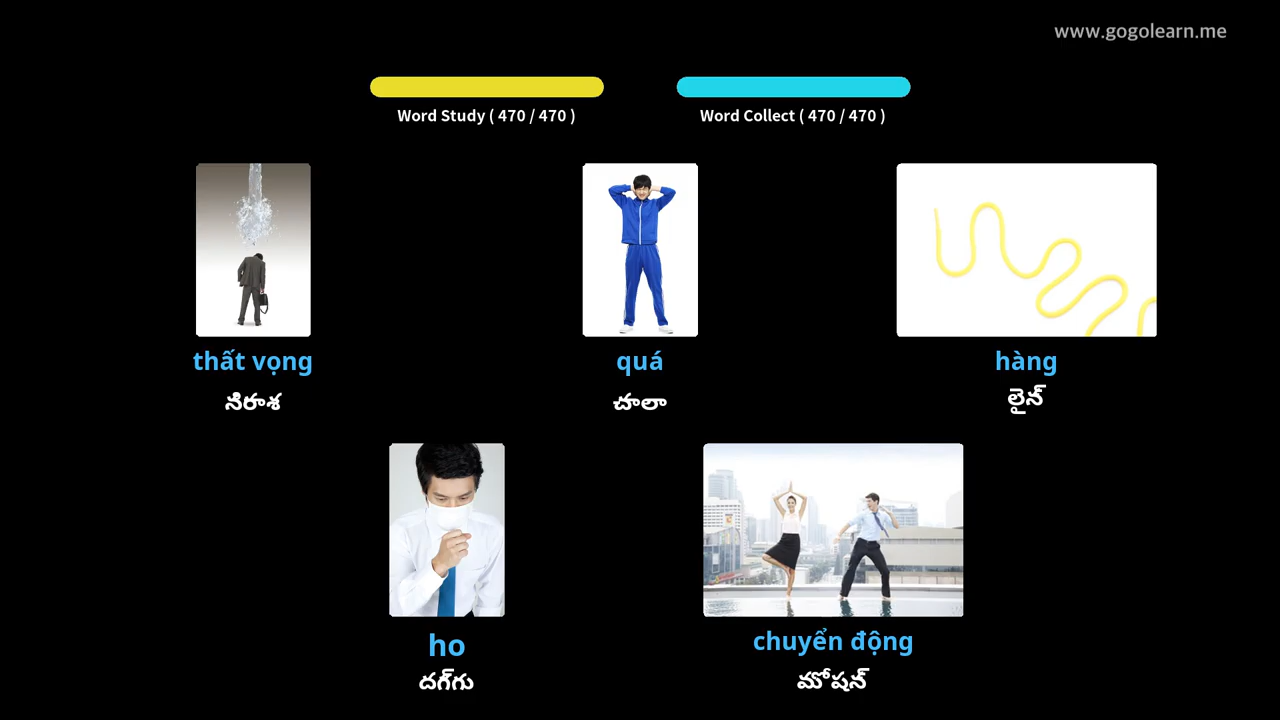 www.gogolearn.me
Word Study ( 470 / 470 )
Word Collect ( 470 / 470 )
thất vọng
నిరాశ
quá
చాలా
hàng
లైన్
ho
దగ్గు
chuyển động
మోషన్